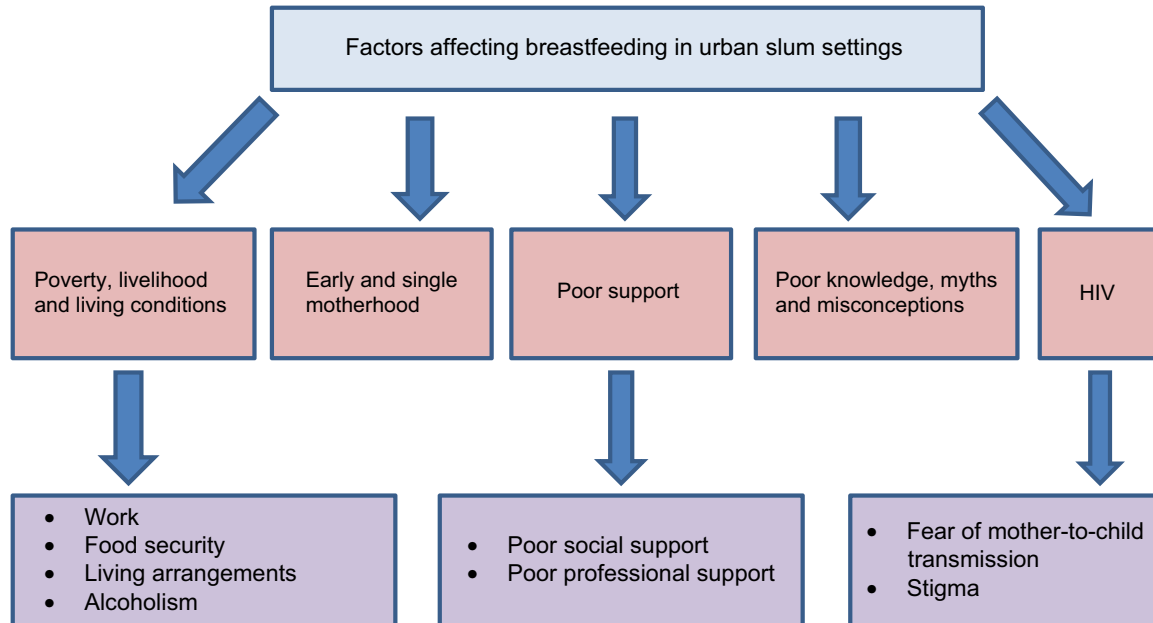 Factors affecting breastfeeding in urban slum settings
Poverty, livelihood
and living conditions
Early and single
motherhood
Poor support
Poor knowledge, myths
and misconceptions
HIV
• Work
• Food security
• Living arrangements
• Alcoholism
• Poor social support
• Poor professional support
• Fear of mother-to-child
transmission
• Stigma